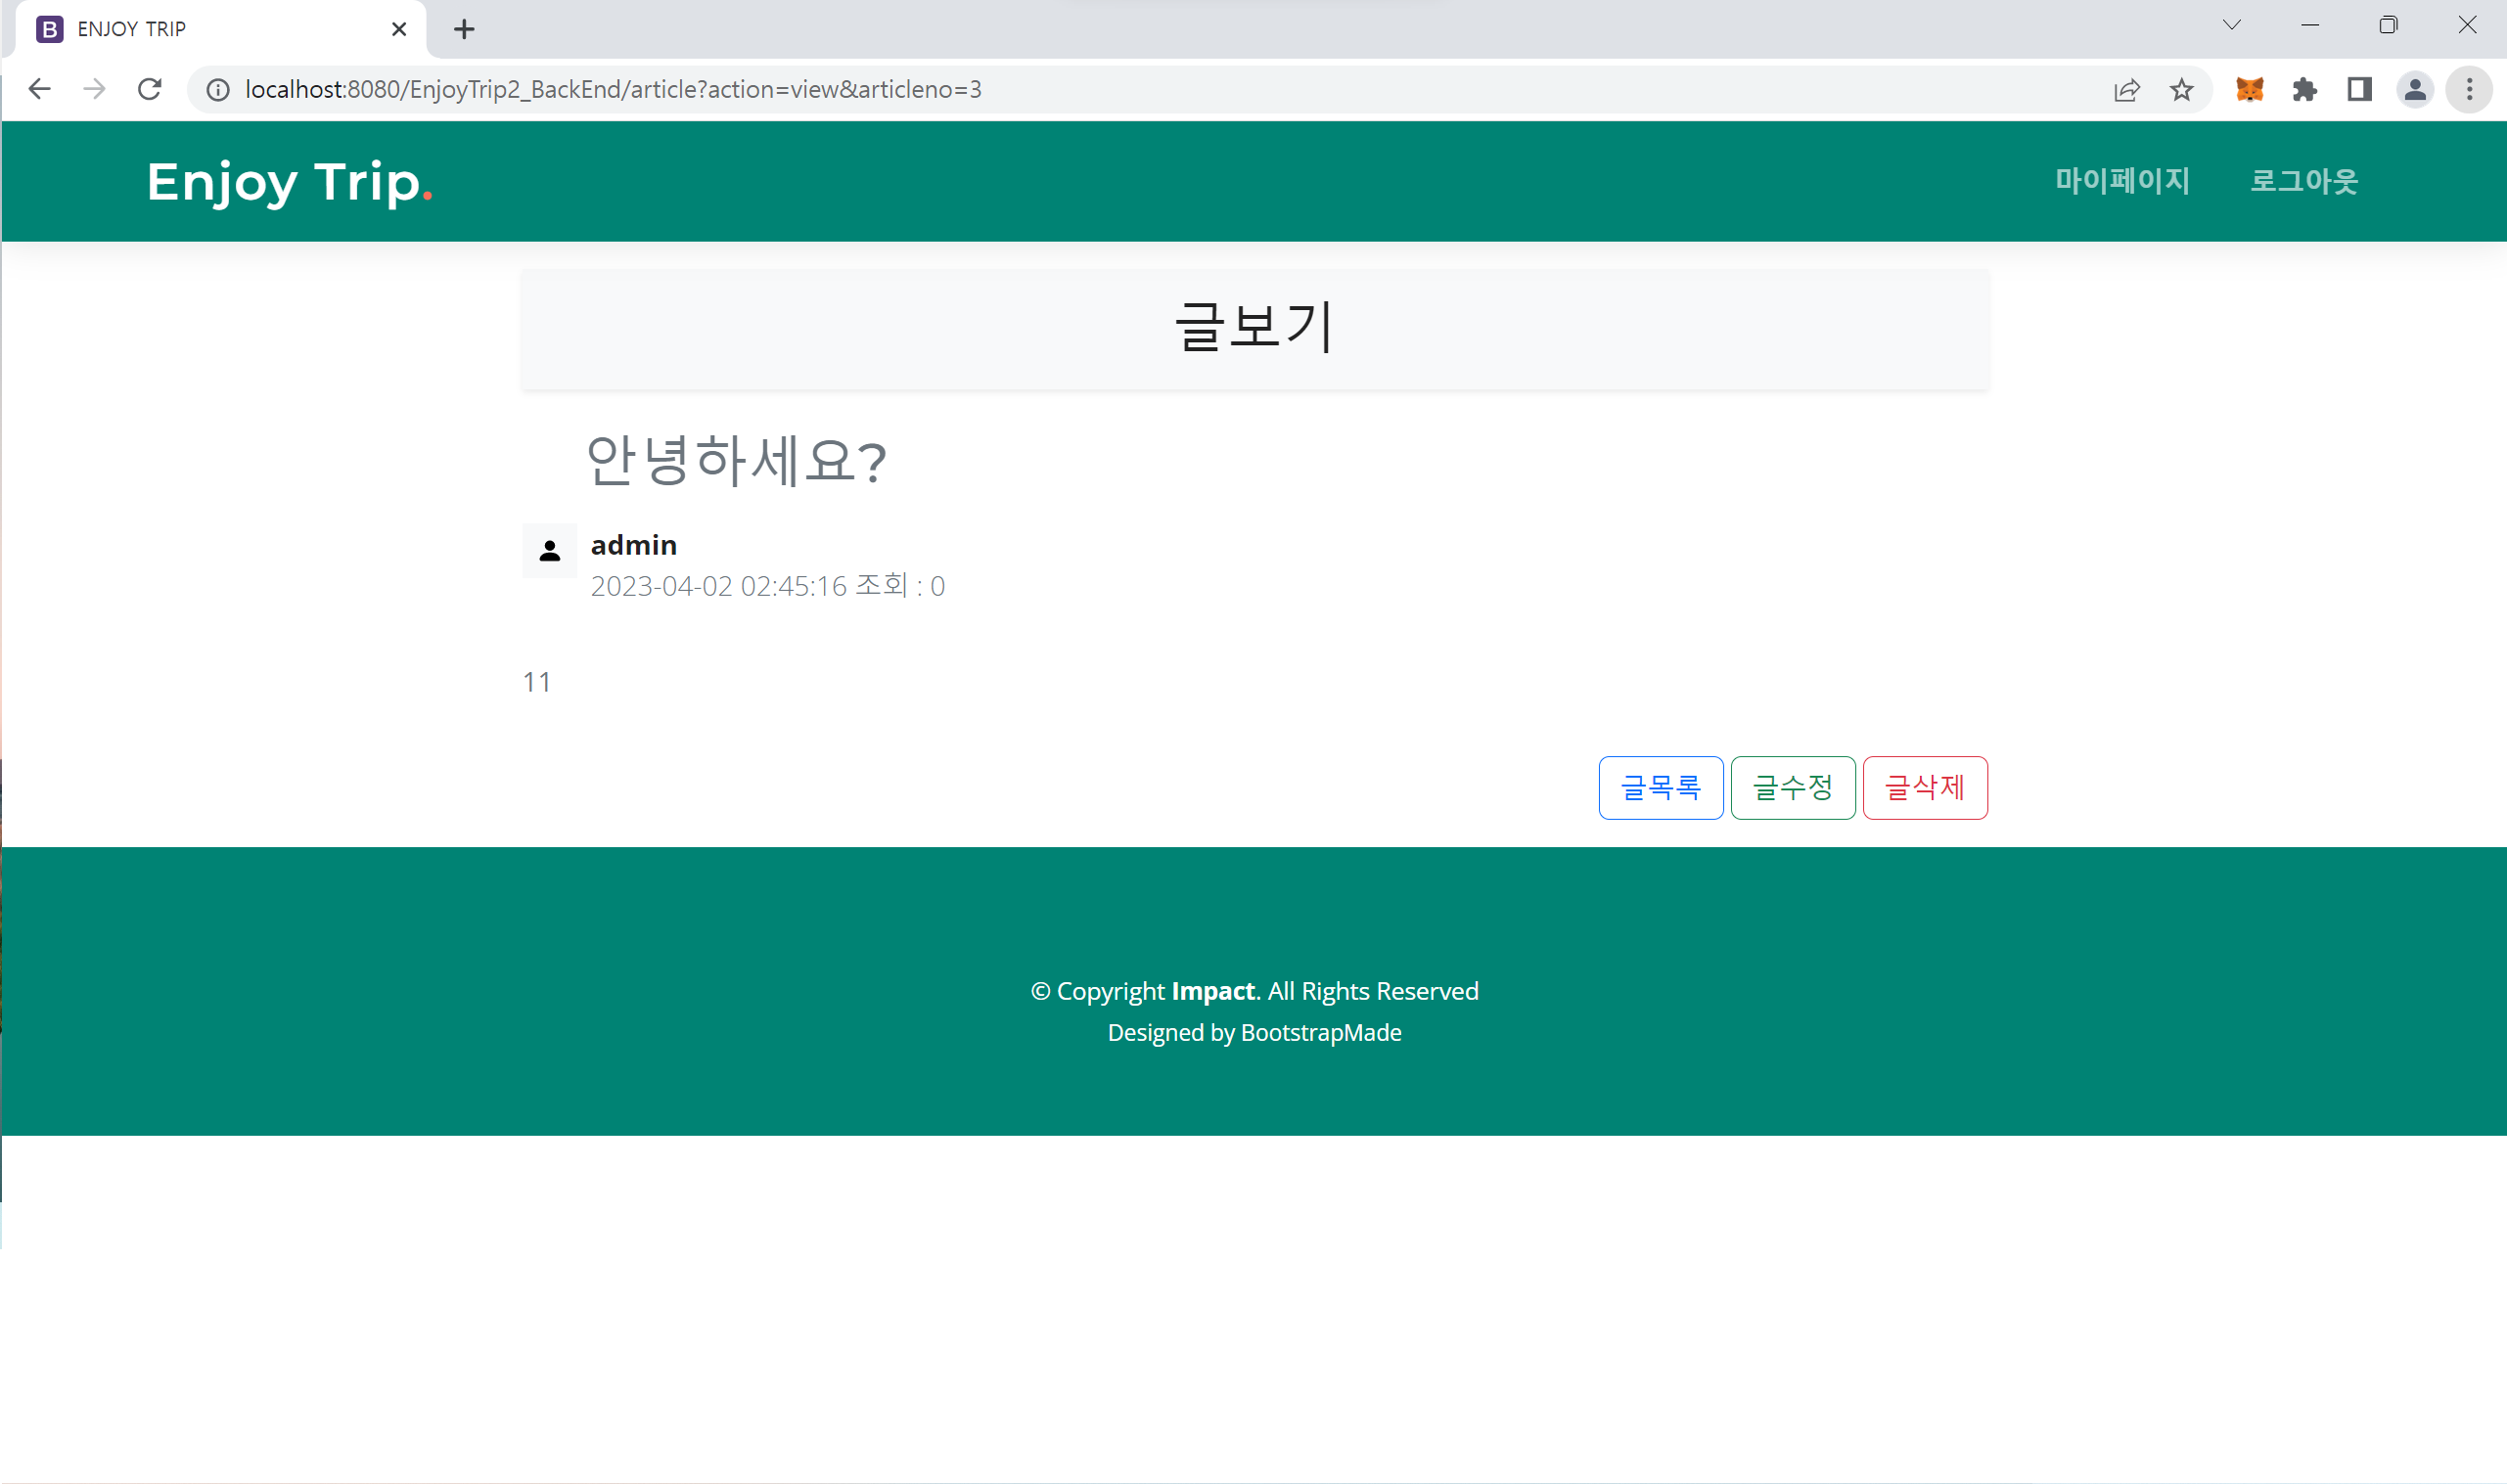 ENJOY TRIP
localhost:8080/EnjoyTrip2_BackEnd/article?action=view&articleno=3
Enjoy Trip.
마이페이지 로그아웃
글보기
안녕하세요?
admin
2023-04-02 02:45:16 조회 : 0
11
글목록 글수정 글삭제
© Copyright Impact. All Rights Reserved
Designed by BootstrapMade